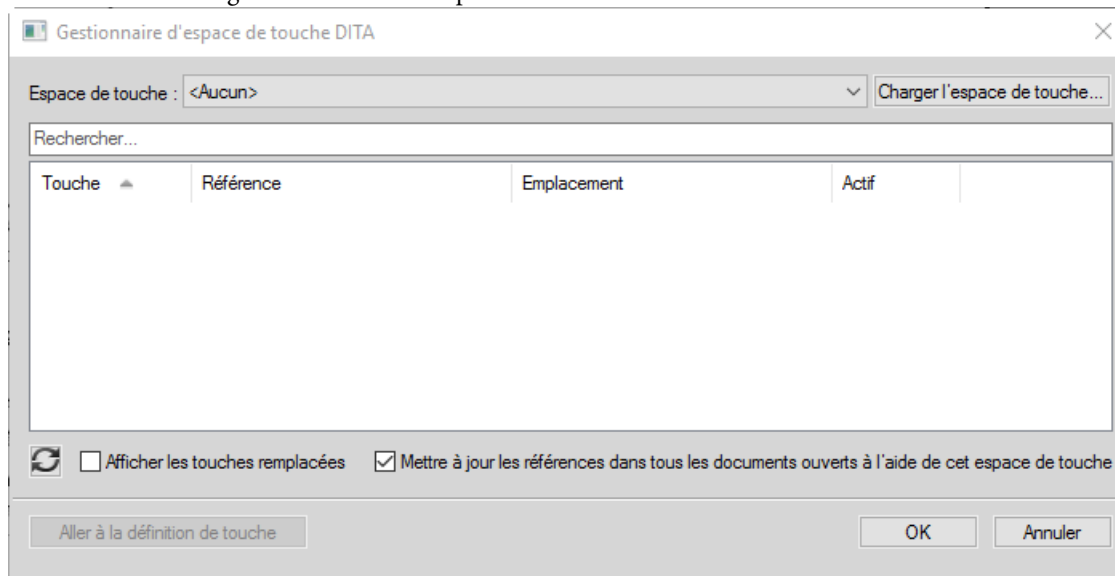 Gestionnaire d'espace de touche DITA
Espace de touche : <Aucun> Charger l'espace de touche...
Rechercher...
Touche Référence Emplacement Actif
Afficher les touches remplacées Mettre à jour les références dans tous les documents ouverts à l'aide de cet espace de touche
Aller à la définition de touche OK Annuler